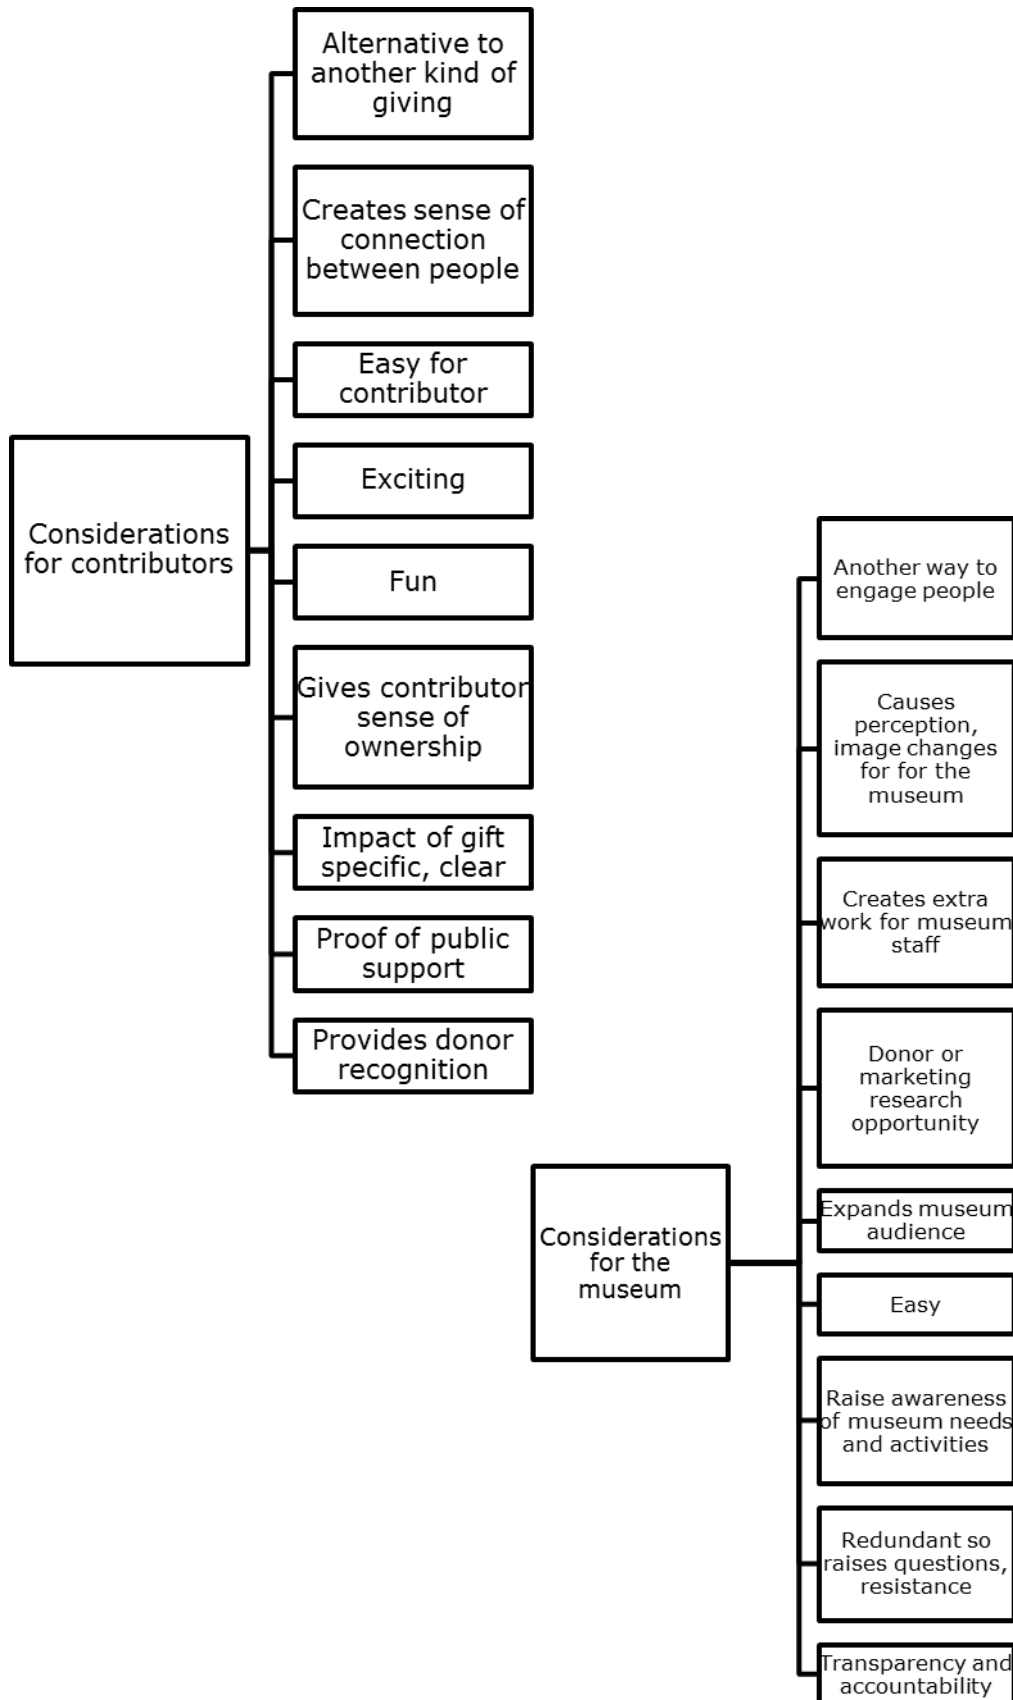 Considerations
for contributors
Alternative to
another kind of
giving
Creates sense of
connection
between people
Easy for
contributor
Exciting
Fun
Gives contributor
sense of
ownership
Impact of gift
specific, clear
Proof of public
support
Provides donor
recognition
Considerations
for the
museum
Another way to
engage people
Causes
perception,
image changes
for for the
museum
Creates extra
work for museum
staff
Donor or
marketing
research
opportunity
Expands museum
audience
Easy
Raise awareness
of museum needs
and activities
Redundant so
raises questions,
resistance
Transparency and
accountability